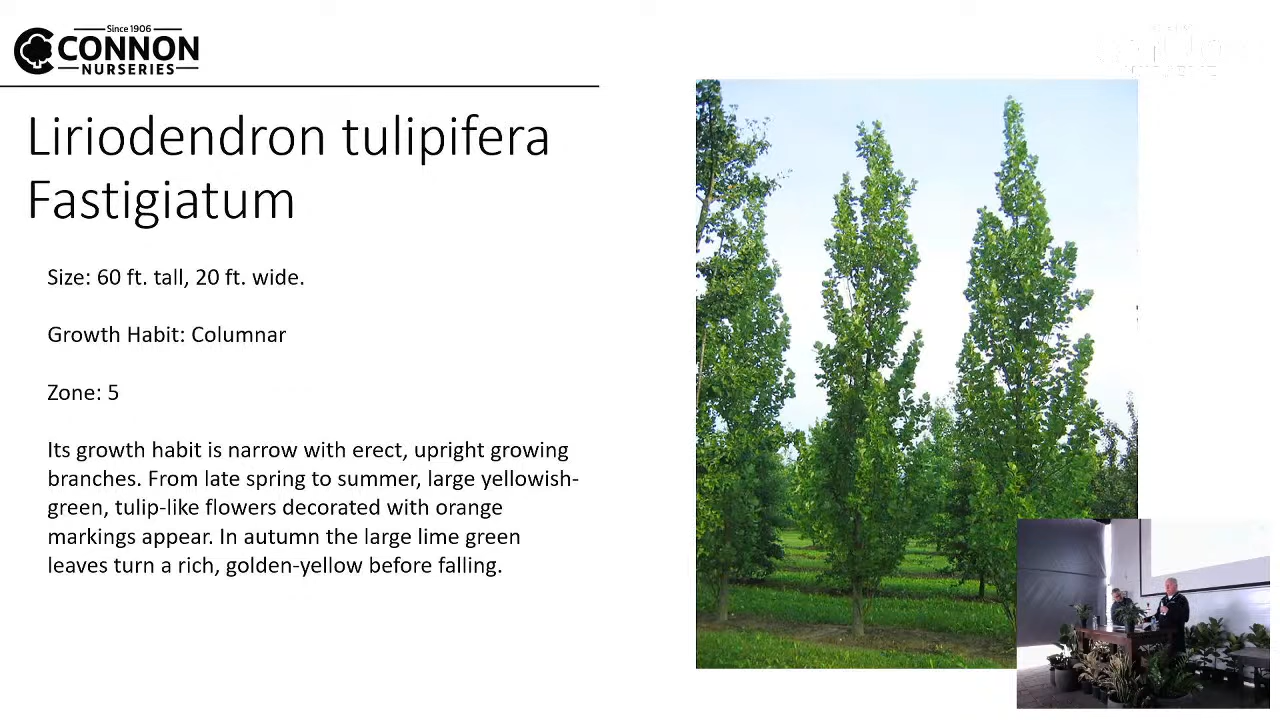 Since 1906
CONNON
NURSERIES
Liriodendron tulipifera
Fastigiatum
Size: 60 ft. tall, 20 ft. wide.
Growth Habit: Columnar
Zone: 5
Its growth habit is narrow with erect, upright growing
branches. From late spring to summer, large yellowish-
green, tulip-like flowers decorated with orange
markings appear. In autumn the large lime green
leaves turn a rich, golden-yellow before falling.